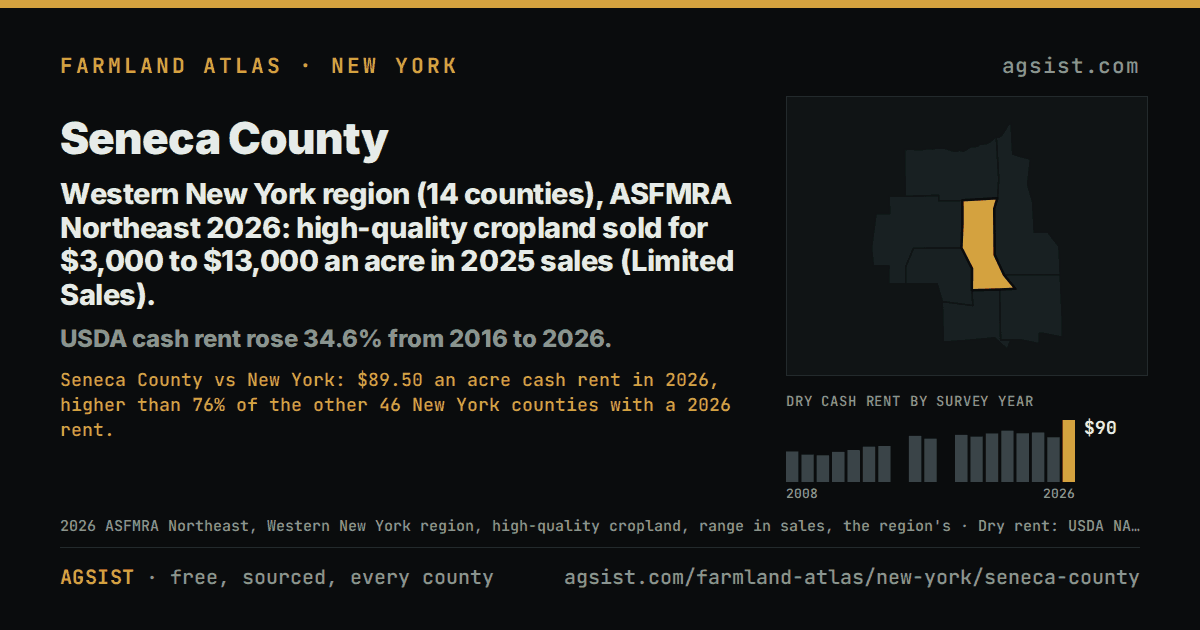 FARMLAND ATLAS · NEW YORK
agsist.com
Seneca County
Western New York region (14 counties), ASFMRA
Northeast 2026: high-quality cropland sold for
$3,000 to $13,000 an acre in 2025 sales (Limited
Sales).
USDA cash rent rose 34.6% from 2016 to 2026.
Seneca County vs New York: $89.50 an acre cash rent in 2026,
higher than 76% of the other 46 New York counties with a 2026
rent.
DRY CASH RENT BY SURVEY YEAR
$90
2008
2026
2026 ASFMRA Northeast, Western New York region, high-quality cropland, range in sales, the region's · Dry rent: USDA NA…
AGSIST · free, sourced, every county
agsist.com/farmland-atlas/new-york/seneca-county